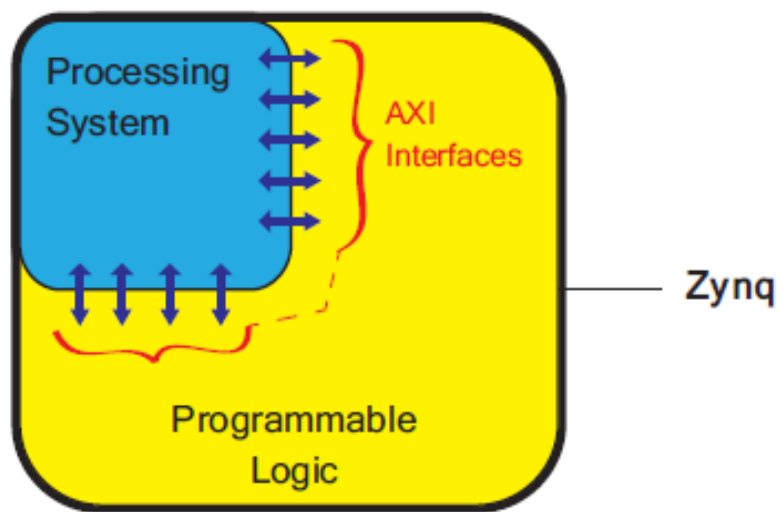 Processing
System
AXI
Interfaces
Zynq
Programmable
Logic